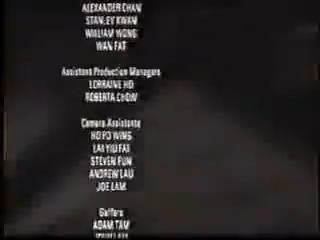 ALEXANDER CHAN
STANLEY KWAN
WILLIAM WONG
WAN FAT
Assistant Production Managers
LORRAINE HO
ROBERTA CHOW
Camera Assistants
HO PO WING
LAI YIU FAI
STEVEN FUN
ANDREW LAU
JOE LAM
Gaffers
ADAM TAM